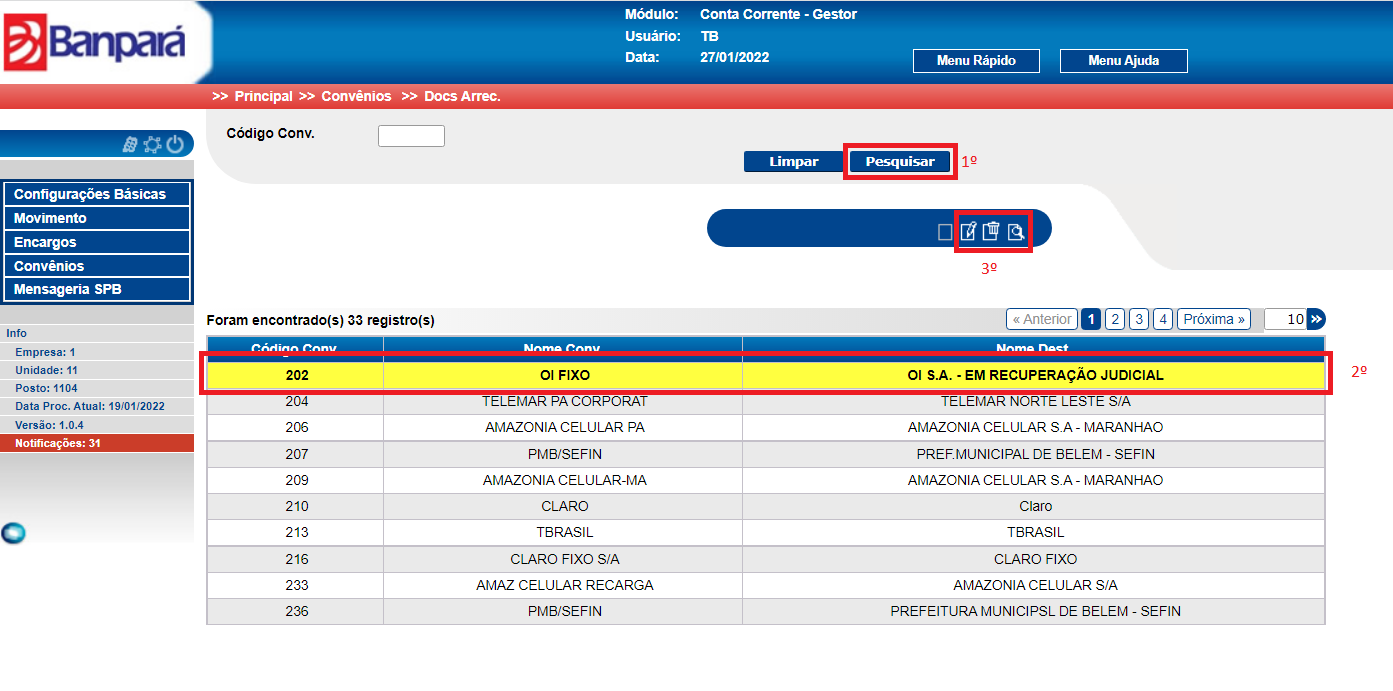 Banpará
Módulo: Conta Corrente - Gestor
Usuário: TB
Data: 27/01/2022
Menu Rápido Menu Ajuda
>> Principal >> Convênios >> Docs Arrec.
Código Conv.
Limpar Pesquisar 1º
3º
Configurações Básicas
Movimento
Encargos
Convênios
Mensageria SPB
Info
Empresa: 1
Unidade: 11
Posto: 1104
Data Proc. Atual: 19/01/2022
Versão: 1.0.4
Notificações: 31
Foram encontrado(s) 33 registro(s) « Anterior 1 2 3 4 Próxima » 10 »
Código Conv. Nome Conv. Nome Dest.
202 OI FIXO OI S.A. - EM RECUPERAÇÃO JUDICIAL 2º
204 TELEMAR PA CORPORAT TELEMAR NORTE LESTE S/A
206 AMAZONIA CELULAR PA AMAZONIA CELULAR S.A - MARANHAO
207 PMB/SEFIN PREF.MUNICIPAL DE BELEM - SEFIN
209 AMAZONIA CELULAR-MA AMAZONIA CELULAR S.A - MARANHAO
210 CLARO Claro
213 TBRASIL TBRASIL
216 CLARO FIXO S/A CLARO FIXO
233 AMAZ CELULAR RECARGA AMAZONIA CELULAR S/A
236 PMB/SEFIN PREFEITURA MUNICIPSL DE BELEM - SEFIN